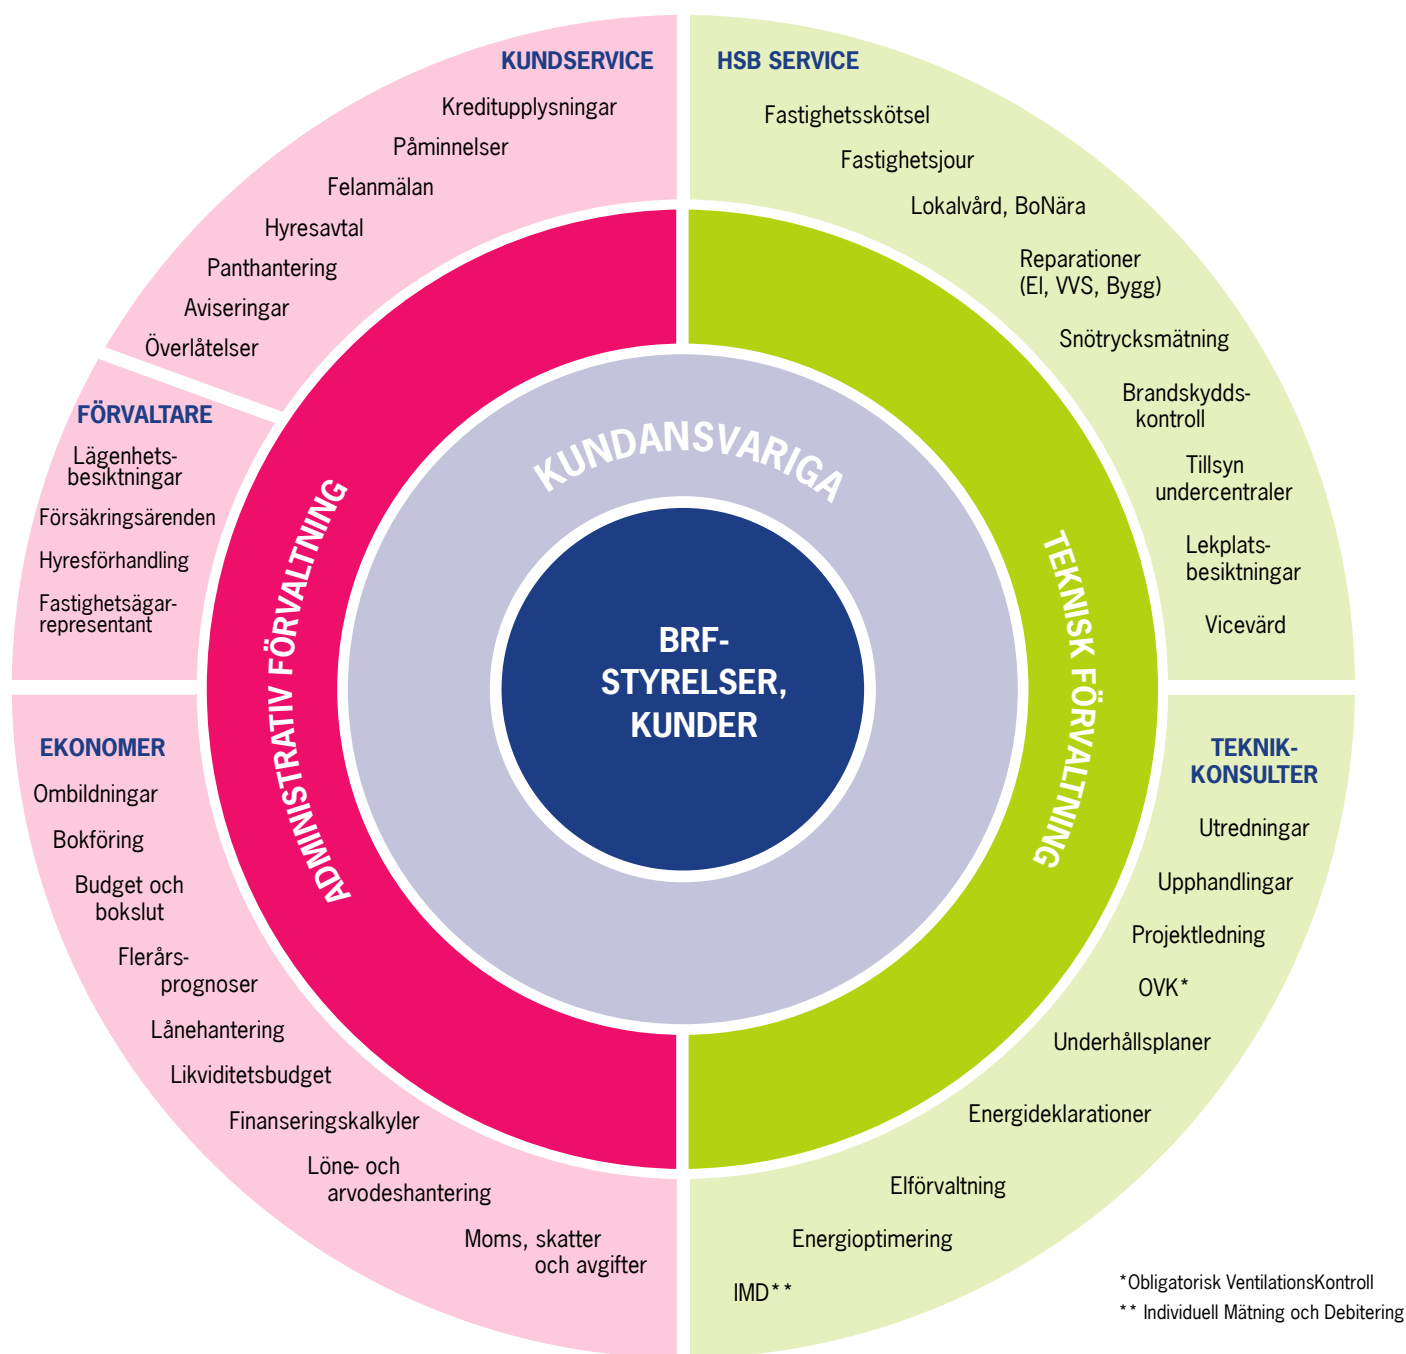 KUNDSERVICE
Kreditupplysningar
Påminnelser
Felanmälan
Hyresavtal
Panthantering
Aviseringar
Överlåtelser
FÖRVALTARE
Lägenhets-
besiktningar
Försäkringsärenden
Hyresförhandling
Fastighetsägar-
representant
EKONOMER
Ombildningar
Bokföring
Budget och
bokslut
Flerårs-
prognoser
Lånehantering
Likviditetsbudget
Finanseringskalkyler
Löne- och
arvodeshantering
Moms, skatter
och avgifter
ADMINISTRATIV FÖRVALTNING
KUNDANSVARIGA
BRF-
STYRELSER,
KUNDER
TEKNISK FÖRVALTNING
HSB SERVICE
Fastighetsskötsel
Fastighetsjour
Lokalvård, BoNära
Reparationer
(El, VVS, Bygg)
Snötrycksmätning
Brandskydds-
kontroll
Tillsyn
undercentraler
Lekplats-
besiktningar
Vicevärd
TEKNIK-
KONSULTER
Utredningar
Upphandlingar
Projektledning
OVK*
Underhållsplaner
Energideklarationer
Elförvaltning
Energioptimering
IMD**
*Obligatorisk VentilationsKontroll
** Individuell Mätning och Debitering